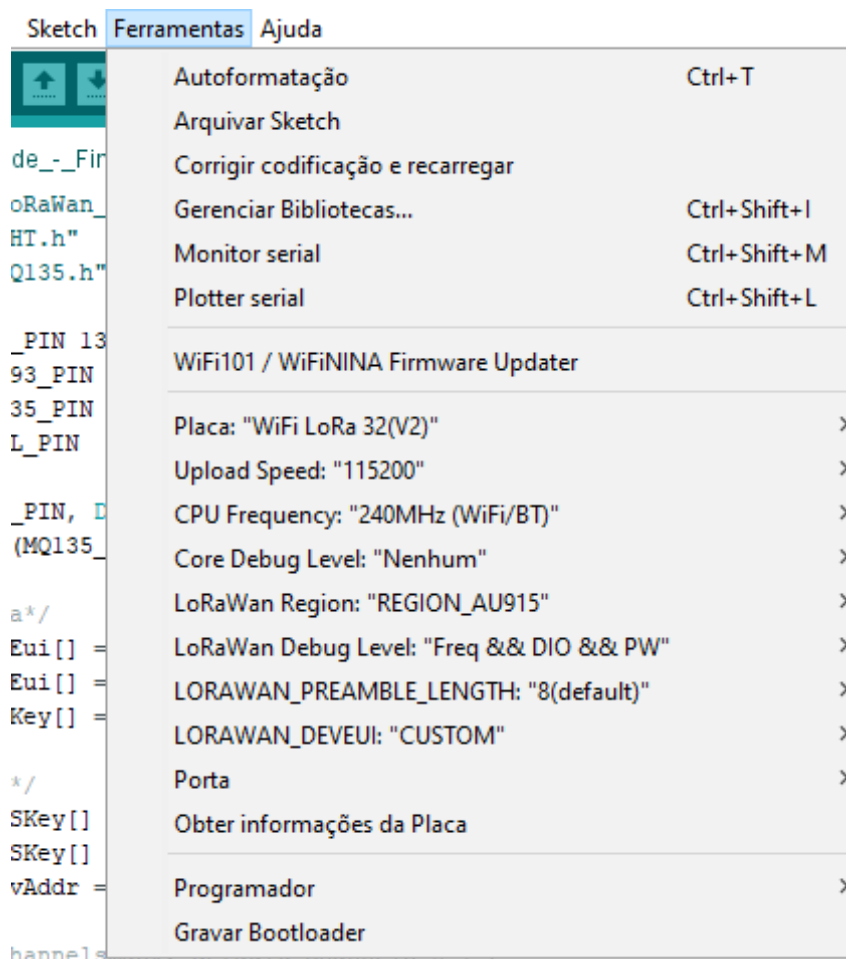 Sketch Ferramentas Ajuda
Autoformatação Ctrl+T
Arquivar Sketch
de_-_Fir Corrigir codificação e recarregar
oRaWan_ Gerenciar Bibliotecas... Ctrl+Shift+I
HT.h" Monitor serial Ctrl+Shift+M
Q135.h" Plotter serial Ctrl+Shift+L
_PIN 13 WiFi101 / WiFiNINA Firmware Updater
93_PIN
35_PIN Placa: "WiFi LoRa 32(V2)"
L_PIN Upload Speed: "115200"
_PIN, D CPU Frequency: "240MHz (WiFi/BT)"
(MQ135_ Core Debug Level: "Nenhum"
a*/ LoRaWan Region: "REGION_AU915"
Eui[] = LoRaWan Debug Level: "Freq && DIO && PW"
Eui[] = LORAWAN_PREAMBLE_LENGTH: "8(default)"
Key[] = LORAWAN_DEVEUI: "CUSTOM"
*/ Porta
SKey[] Obter informações da Placa
SKey[]
vAddr = Programador
Gravar Bootloader
hannels